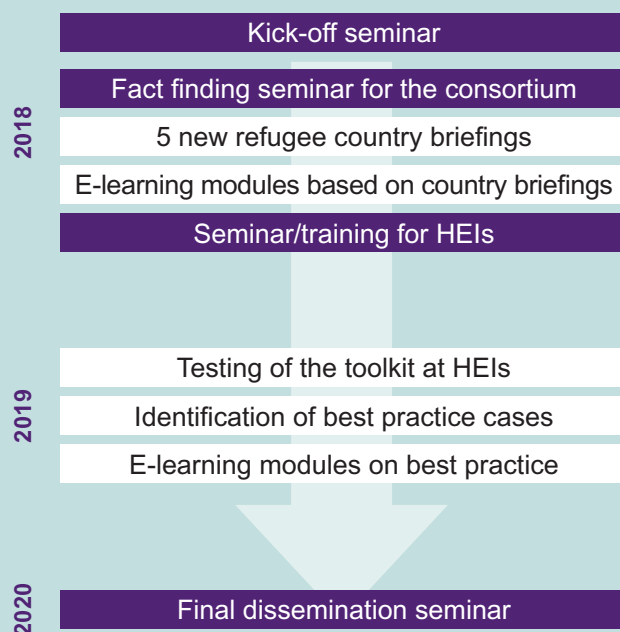 2018
Kick-off seminar
Fact finding seminar for the consortium
5 new refugee country briefings
E-learning modules based on country briefings
Seminar/training for HEIs
2019
Testing of the toolkit at HEIs
Identification of best practice cases
E-learning modules on best practice
2020
Final dissemination seminar